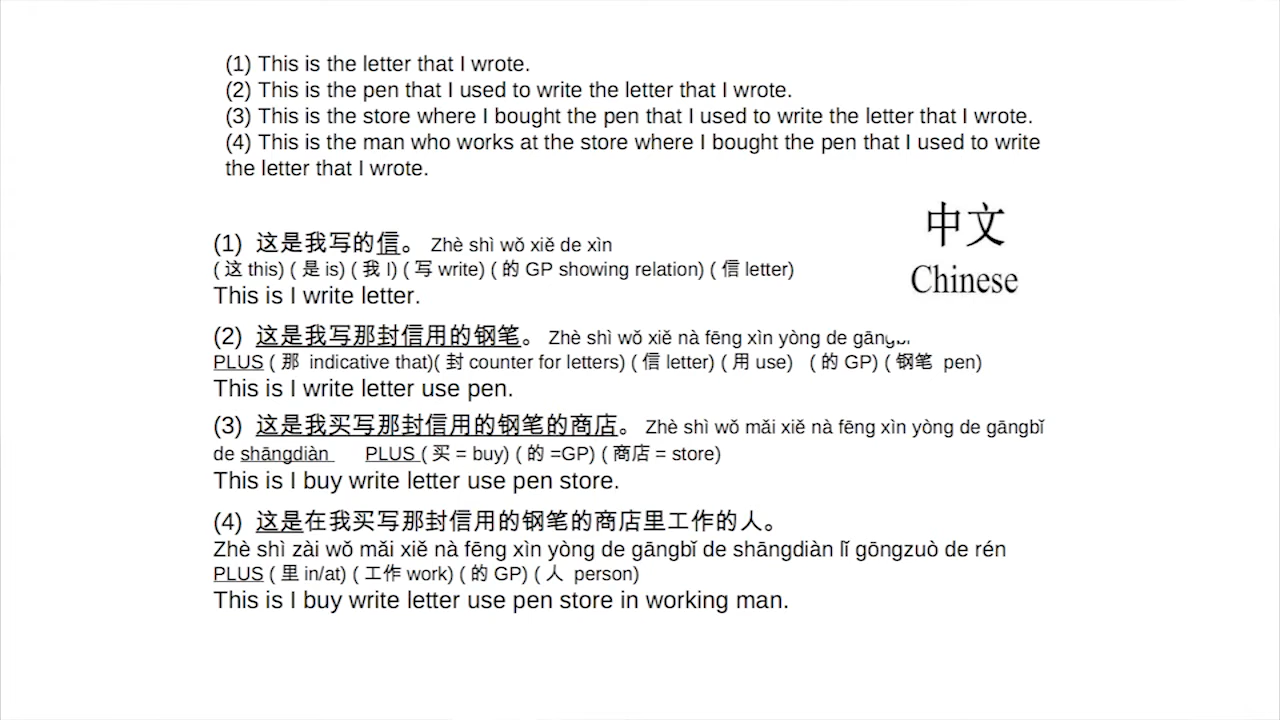 (1) This is the letter that I wrote.
(2) This is the pen that I used to write the letter that I wrote.
(3) This is the store where I bought the pen that I used to write the letter that I wrote.
(4) This is the man who works at the store where I bought the pen that I used to write
the letter that I wrote.
中文
Chinese
(1) 这是我写的信。 Zhè shì wǒ xiě de xìn
( 这 this) ( 是 is) ( 我 I) ( 写 write) ( 的 GP showing relation) ( 信 letter)
This is I write letter.
(2) 这是我写那封信用的钢笔。 Zhè shì wǒ xiě nà fēng xìn yòng de
PLUS ( 那 indicative that)( 封 counter for letters) ( 信 letter) ( 用 use) ( 的 GP) ( 钢笔 pen)
This is I write letter use pen.
(3) 这是我买写那封信用的钢笔的商店。 Zhè shì wǒ mǎi xiě nà fēng xìn yòng de gāngbǐ
de shāngdiàn PLUS ( 买 = buy) ( 的 =GP) ( 商店 = store)
This is I buy write letter use pen store.
(4) 这是在我买写那封信用的钢笔的商店里工作的人。
Zhè shì zài wǒ mǎi xiě nà fēng xìn yòng de gāngbǐ de shāngdiàn lǐ gōngzuò de rén
PLUS ( 里 in/at) ( 工作 work) ( 的 GP) ( 人 person)
This is I buy write letter use pen store in working man.